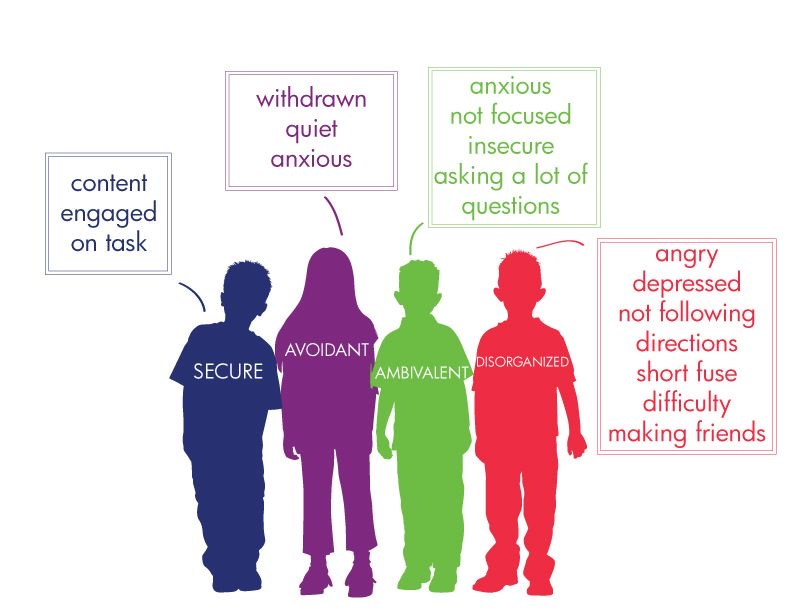 content
engaged
on task
withdrawn
quiet
anxious
anxious
not focused
insecure
asking a lot of
questions
angry
depressed
not following
directions
short fuse
difficulty
making friends
SECURE
AVOIDANT
AMBIVALENT
DISORGANIZED